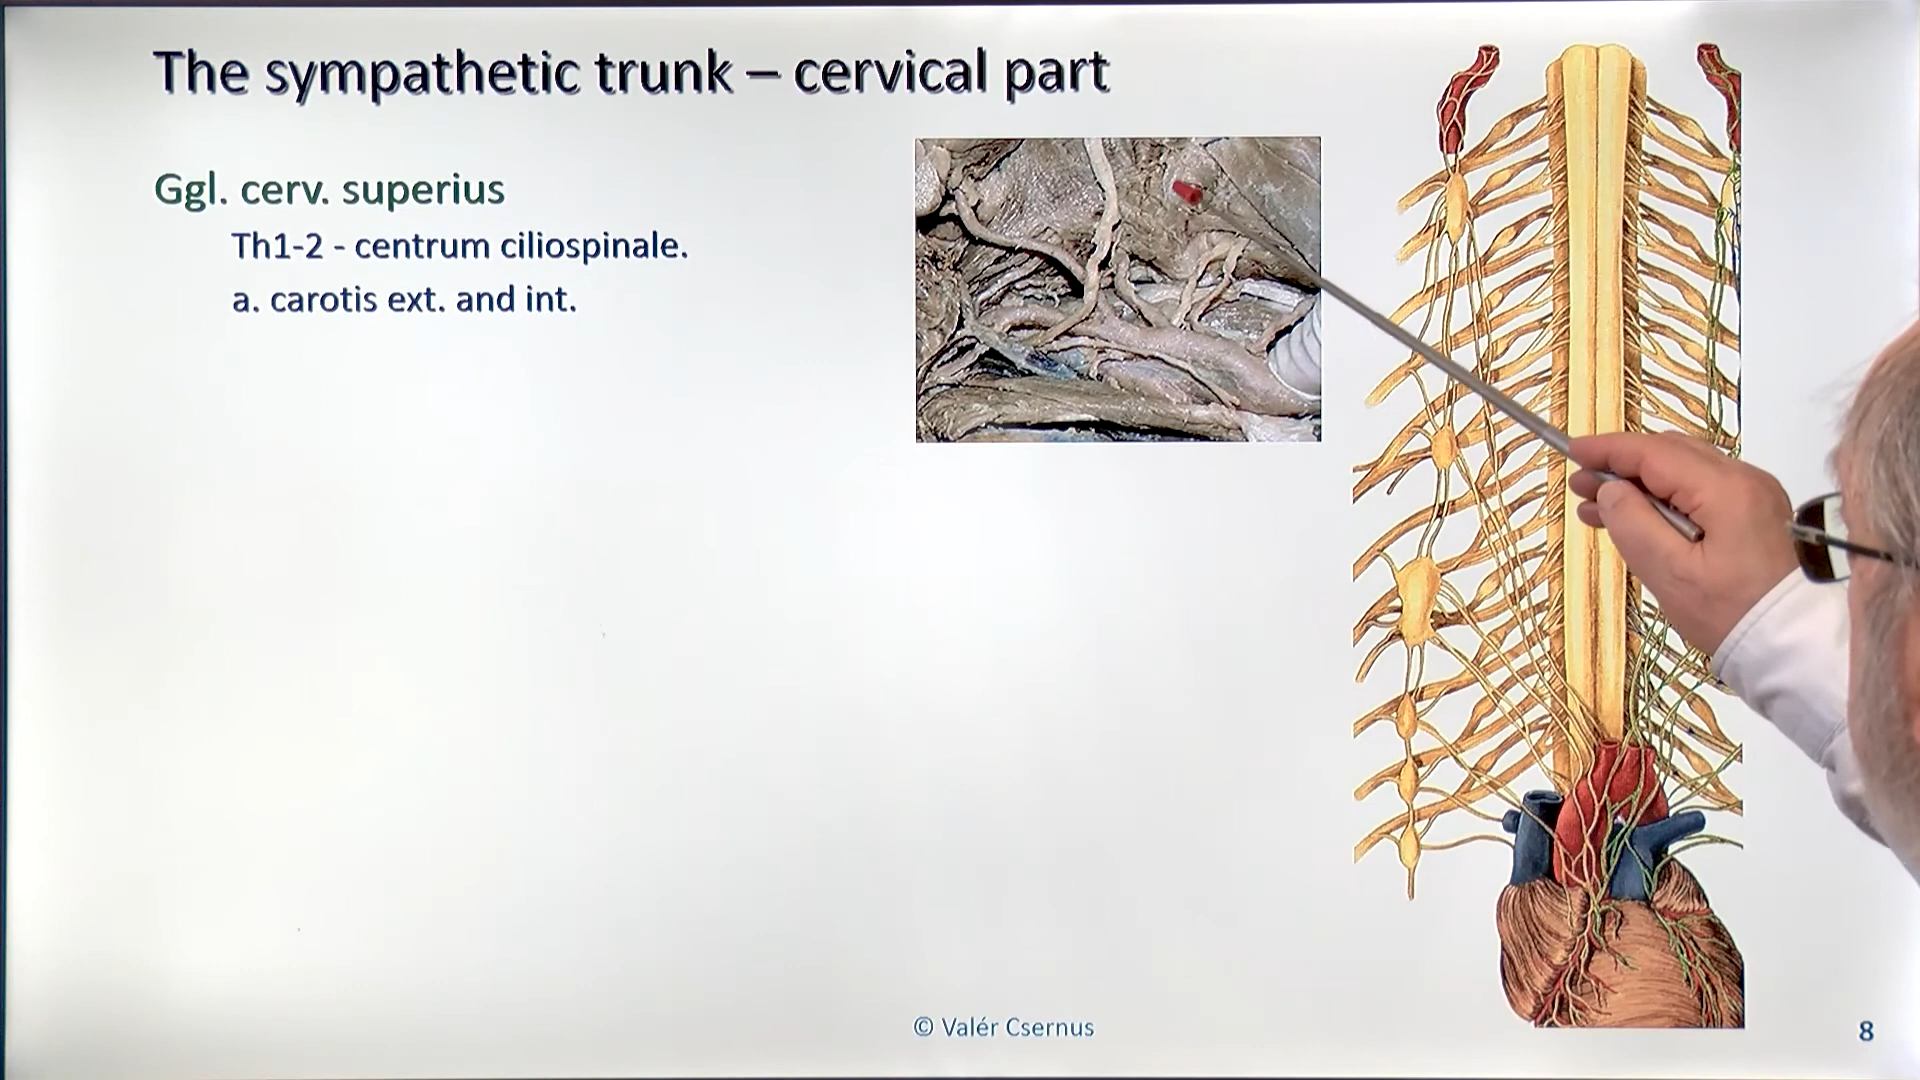 The sympathetic trunk – cervical part
Ggl. cerv. superius
Th1-2 - centrum ciliospinale.
a. carotis ext. and int.
© Valér Csernus
8